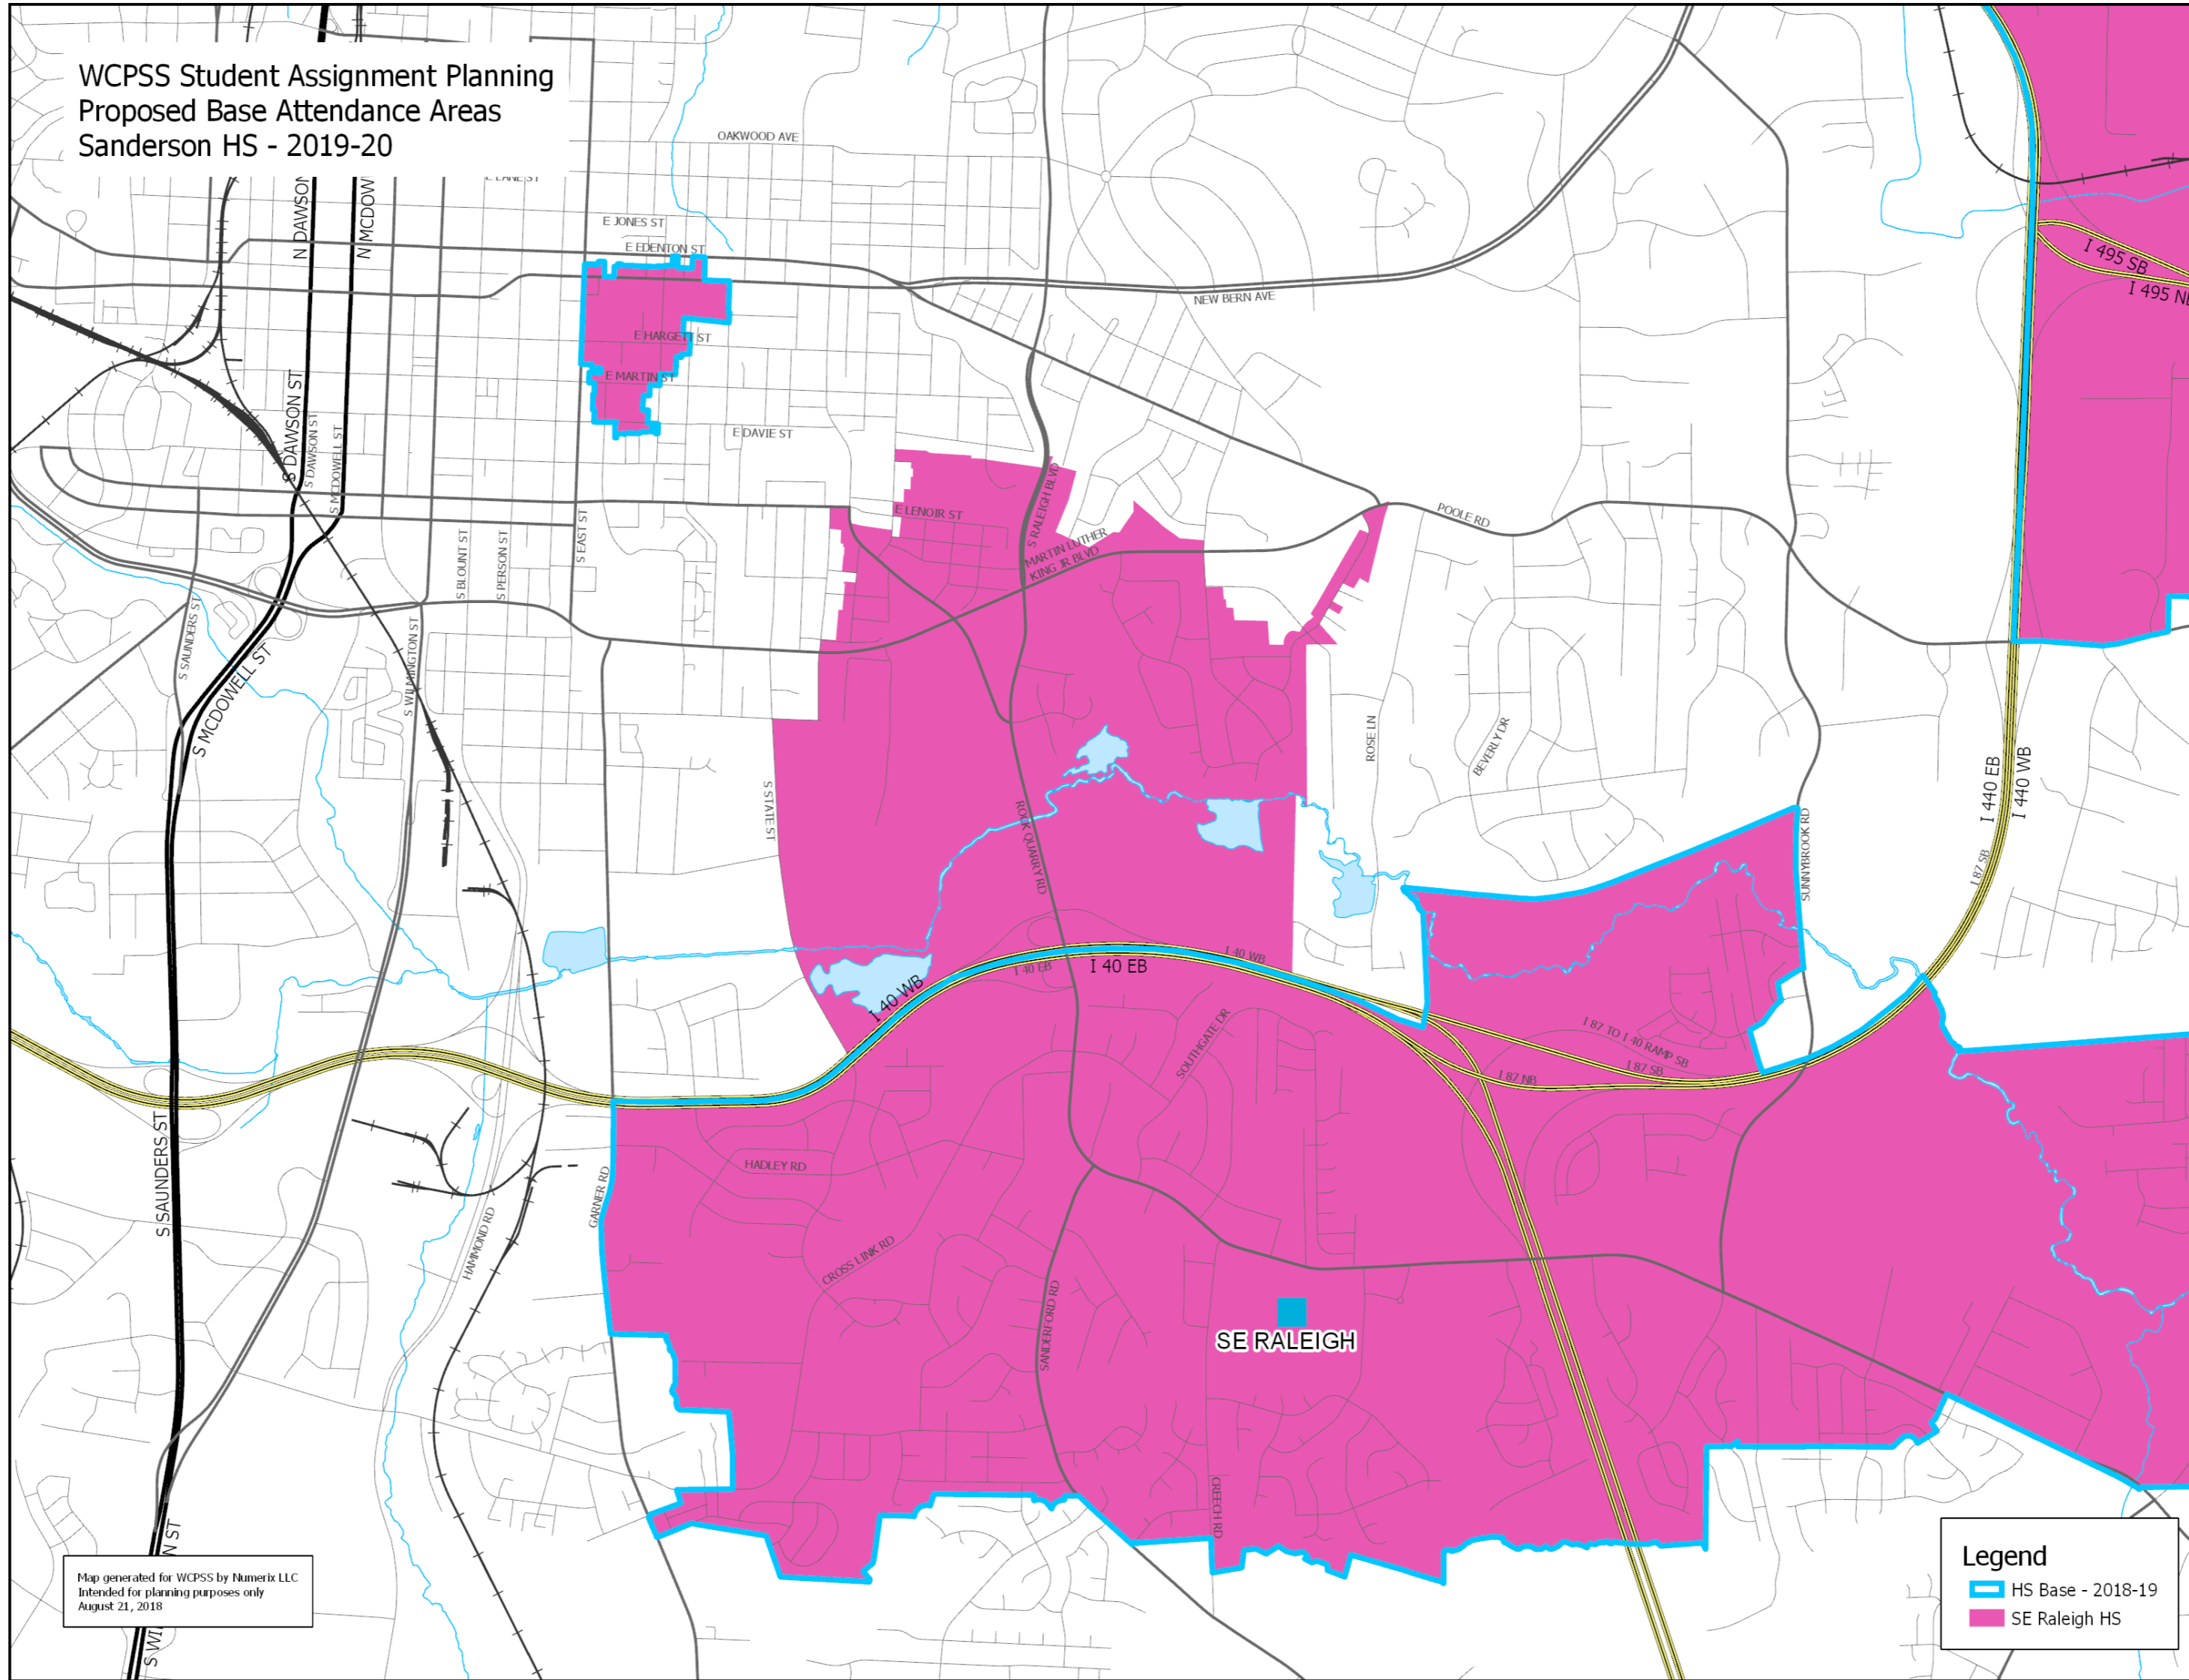 WCPSS Student Assignment Planning
Proposed Base Attendance Areas
Sanderson HS - 2019-20
OAKWOOD AVE
E LANE ST
N DAWSON
N MCDOW
E JONES ST
E EDENTON ST
I 495 SB
I 495 N
NEW BERN AVE
E HARGETT ST
E MARTIN ST
S DAWSON ST
S DAWSON ST
S MCDOWELL ST
E DAVIE ST
S RALEIGH BLVD
E LENOIR ST
POOLE RD
MARTIN LUTHER
KING JR BLVD
S BLOUNT ST
S PERSON ST
S EAST ST
S SAUNDERS ST
S WILMINGTON ST
S MCDOWELL ST
ROSE LN
BEVERLY DR
I 440 EB
I 440 WB
S STATE ST
ROCK QUARRY RD
SUNNYBROOK RD
I 87 SB
I 40 WB
I 40 EB
I 40 EB
I 40 WB
SOUTHGATE DR
I 87 TO I 40 RAMP SB
I 87 SB
I 87 NB
S SAUNDERS ST
HADLEY RD
GARNER RD
HAMMOND RD
CROSS LINK RD
SANDERFORD RD
SE RALEIGH
CREECH RD
S WI
N ST
Map generated for WCPSS by Numerix LLC
Intended for planning purposes only
August 21, 2018
Legend
HS Base - 2018-19
SE Raleigh HS